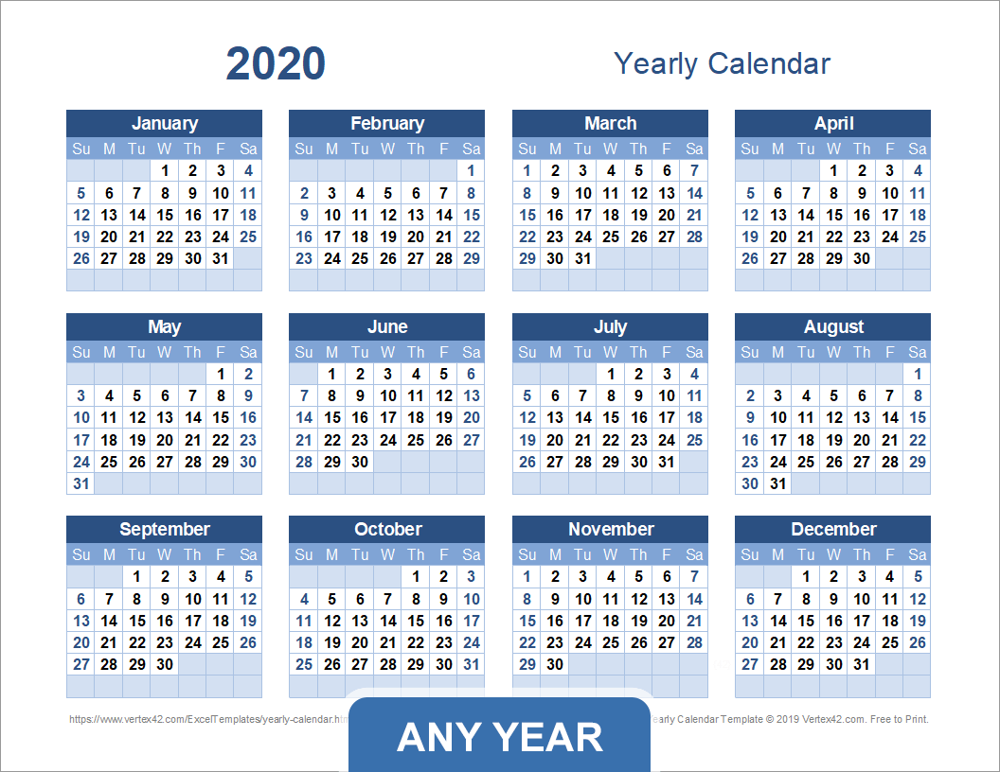 2020 Yearly Calendar
January February March April
Su M Tu W Th F Sa Su M Tu W Th F Sa Su M Tu W Th F Sa Su M Tu W Th F Sa
1 2 3 4 1 1 2 3 4 5 6 7 1 2 3 4
5 6 7 8 9 10 11 2 3 4 5 6 7 8 8 9 10 11 12 13 14 5 6 7 8 9 10 11
12 13 14 15 16 17 18 9 10 11 12 13 14 15 15 16 17 18 19 20 21 12 13 14 15 16 17 18
19 20 21 22 23 24 25 16 17 18 19 20 21 22 22 23 24 25 26 27 28 19 20 21 22 23 24 25
26 27 28 29 30 31 23 24 25 26 27 28 29 29 30 31 26 27 28 29 30
May June July August
Su M Tu W Th F Sa Su M Tu W Th F Sa Su M Tu W Th F Sa Su M Tu W Th F Sa
1 2 1 2 3 4 5 6 1 2 3 4 1
3 4 5 6 7 8 9 7 8 9 10 11 12 13 5 6 7 8 9 10 11 2 3 4 5 6 7 8
10 11 12 13 14 15 16 14 15 16 17 18 19 20 12 13 14 15 16 17 18 9 10 11 12 13 14 15
17 18 19 20 21 22 23 21 22 23 24 25 26 27 19 20 21 22 23 24 25 16 17 18 19 20 21 22
24 25 26 27 28 29 30 28 29 30 26 27 28 29 30 31 23 24 25 26 27 28 29
31 30 31
September October November December
Su M Tu W Th F Sa Su M Tu W Th F Sa Su M Tu W Th F Sa Su M Tu W Th F Sa
1 2 3 4 5 1 2 3 1 2 3 4 5 6 7 1 2 3 4 5
6 7 8 9 10 11 12 4 5 6 7 8 9 10 8 9 10 11 12 13 14 6 7 8 9 10 11 12
13 14 15 16 17 18 19 11 12 13 14 15 16 17 15 16 17 18 19 20 21 13 14 15 16 17 18 19
20 21 22 23 24 25 26 18 19 20 21 22 23 24 22 23 24 25 26 27 28 20 21 22 23 24 25 26
27 28 29 30 25 26 27 28 29 30 31 29 30 27 28 29 30 31
https://www.vertex42.com/ExcelTemplates/yearly-calendar.htm Yearly Calendar Template © 2019 Vertex42.com. Free to Print.
ANY YEAR